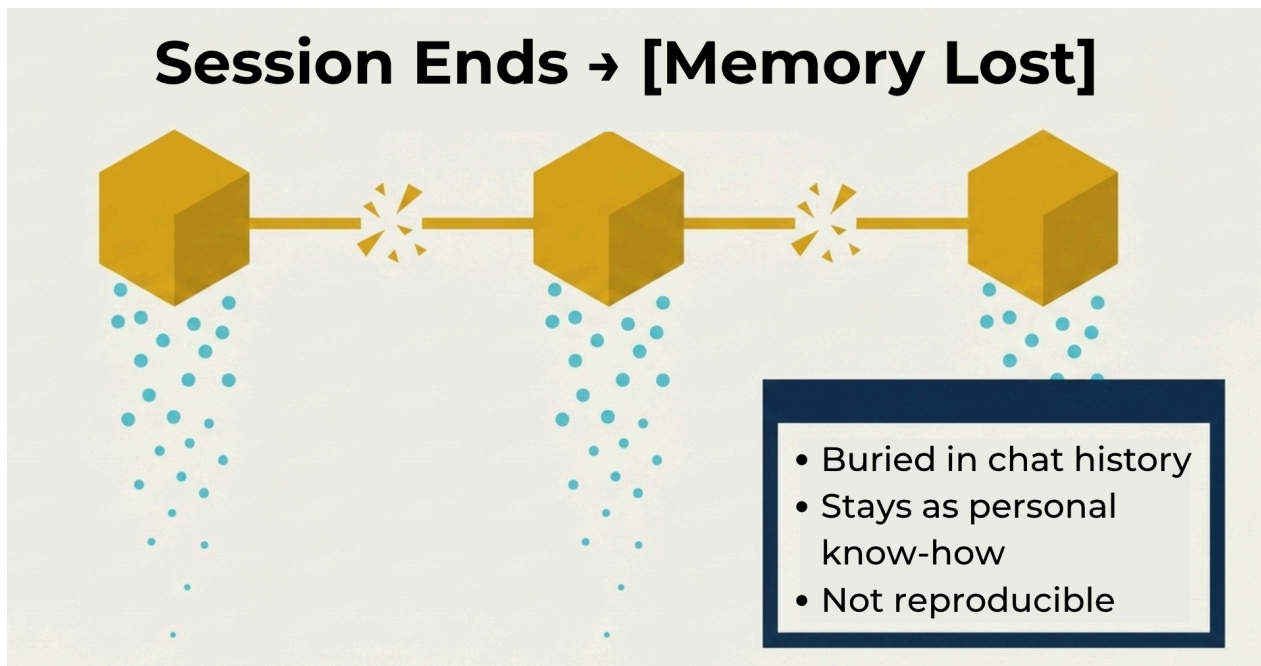 Session Ends → [Memory Lost]
• Buried in chat history
• Stays as personal
know-how
• Not reproducible